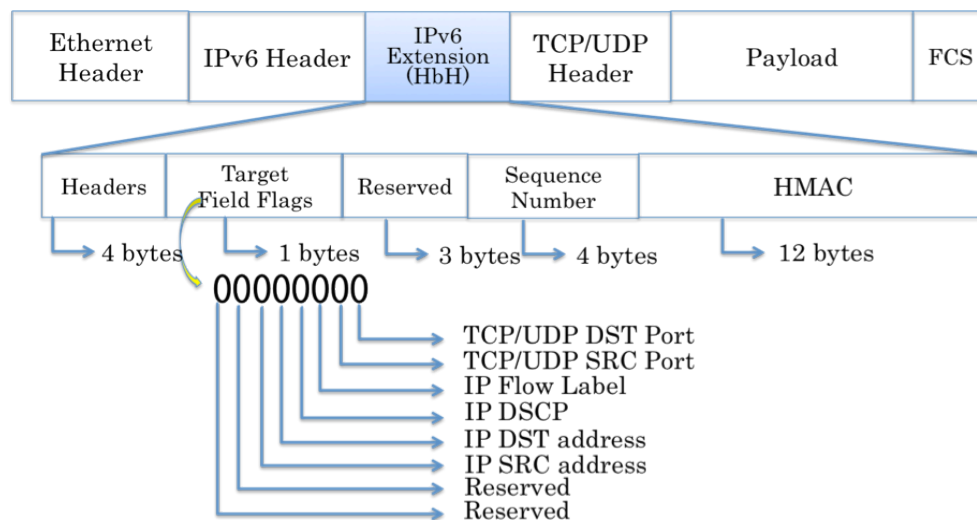 Ethernet
Header
IPv6 Header
IPv6
Extension
(HbH)
TCP/UDP
Header
Payload
FCS
Headers
Target
Field Flags
Reserved
Sequence
Number
HMAC
4 bytes
1 bytes
3 bytes
4 bytes
12 bytes
00000000
TCP/UDP DST Port
TCP/UDP SRC Port
IP Flow Label
IP DSCP
IP DST address
IP SRC address
Reserved
Reserved